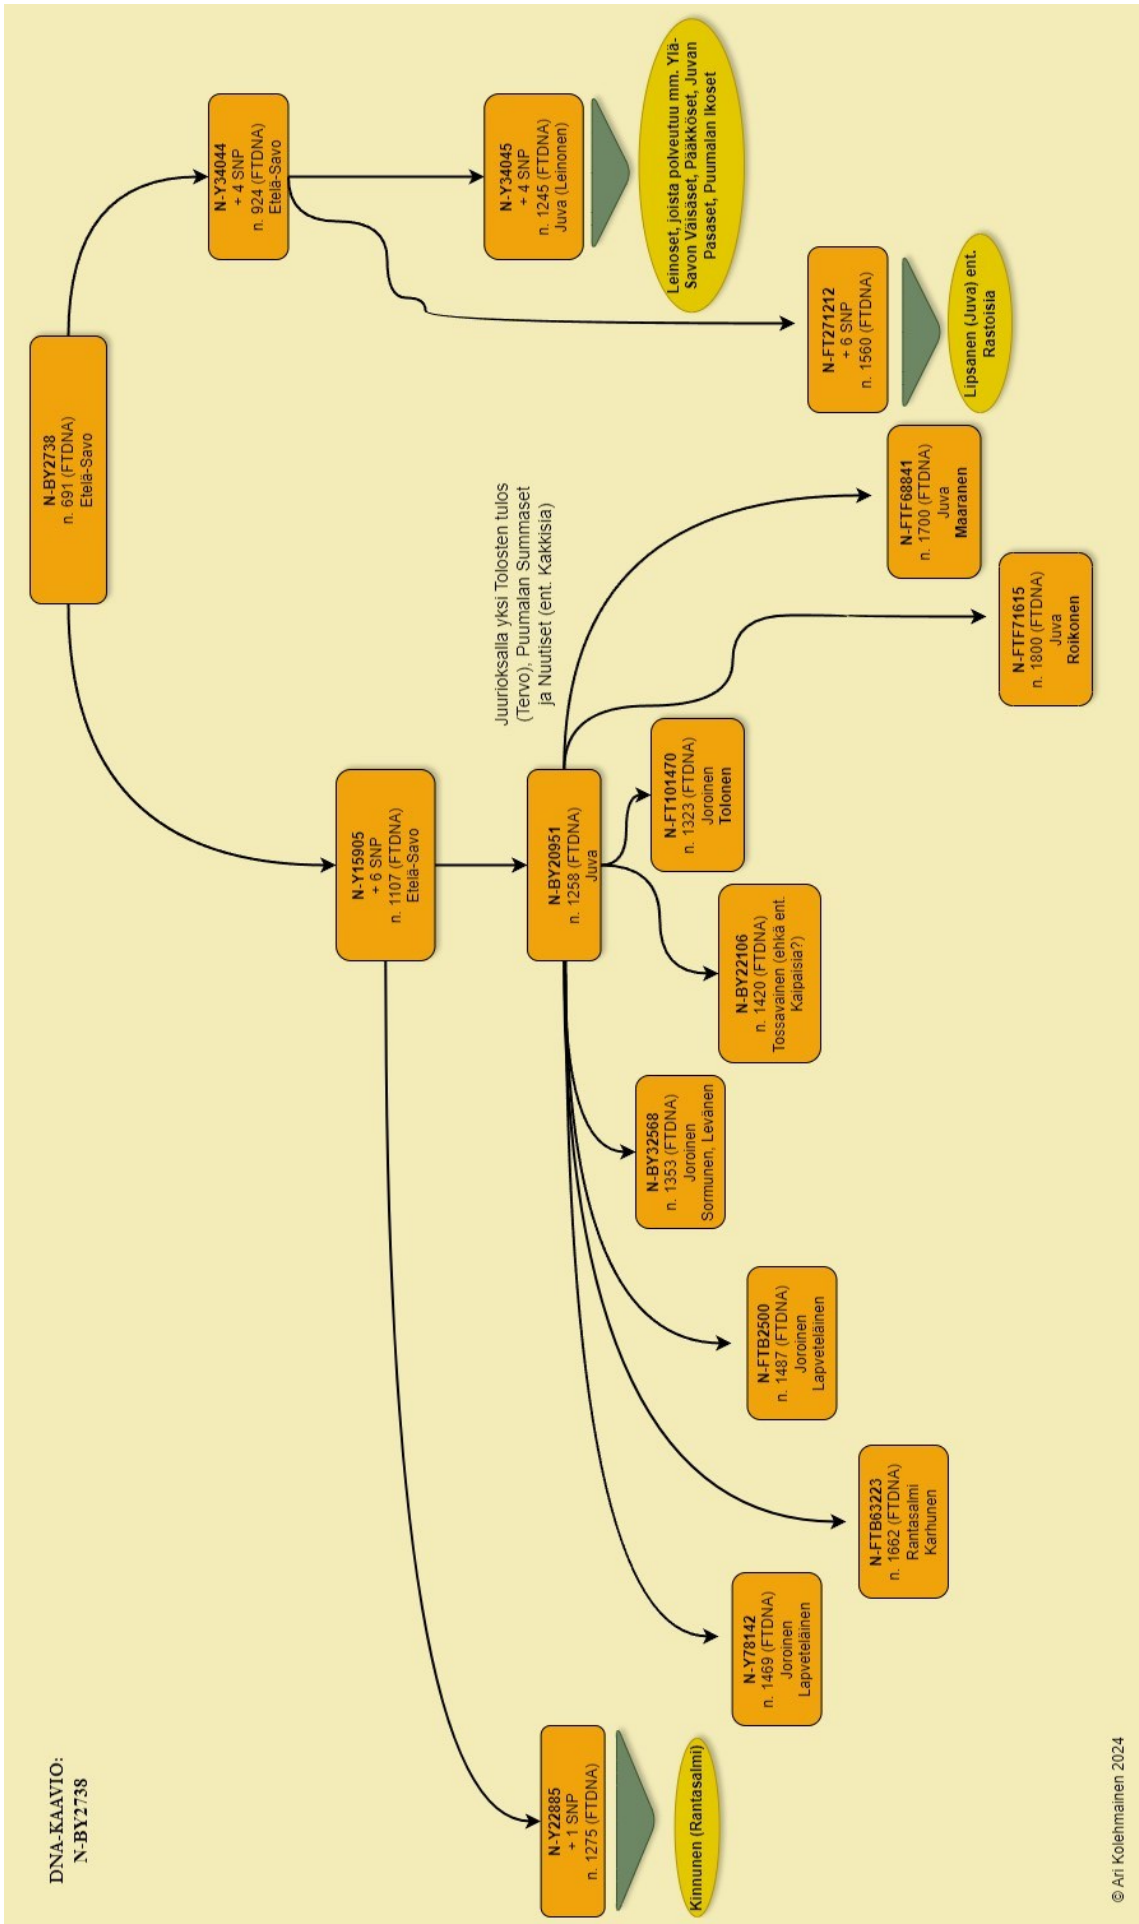 DNA-KAAVIO:
N-BY2738
N-BY2738
n. 691 (FTDNA)
Etelä-Savo
N-Y34044
+ 4 SNP
n. 924 (FTDNA)
Etelä-Savo
N-Y15905
+ 6 SNP
n. 1107 (FTDNA)
Etelä-Savo
N-Y34045
+ 4 SNP
n. 1245 (FTDNA)
Juva (Leinonen)
Leinoset, joista polveutuu mm. Ylä-
Savon Väisäset, Pääkköset, Juvan
Pasaset, Puumalan Ikoset
Juurioksalla yksi Tolosten tulos
(Tervo), Puumalan Summaset
ja Nuutiset (ent. Kakkisia)
N-Y22885
+ 1 SNP
n. 1275 (FTDNA)
Kinnunen (Rantasalmi)
N-BY20951
n. 1258 (FTDNA)
Juva
N-BY32568
n. 1353 (FTDNA)
Joroinen
Sormunen, Levänen
N-FT101470
n. 1323 (FTDNA)
Joroinen
Tolonen
N-Y78142
n. 1469 (FTDNA)
Joroinen
Lapveteläinen
N-FTB2500
n. 1487 (FTDNA)
Joroinen
Lapveteläinen
N-BY22106
n. 1420 (FTDNA)
Tossavainen (ehkä ent.
Kaipaisia?)
N-FT271212
+ 6 SNP
n. 1560 (FTDNA)
Lipsanen (Juva) ent.
Rastoisia
N-FTB63223
n. 1662 (FTDNA)
Rantasalmi
Karhunen
N-FTF68841
n. 1700 (FTDNA)
Juva
Maaranen
N-FTF71615
n. 1800 (FTDNA)
Juva
Roikonen
© Ari Kolehmainen 2024